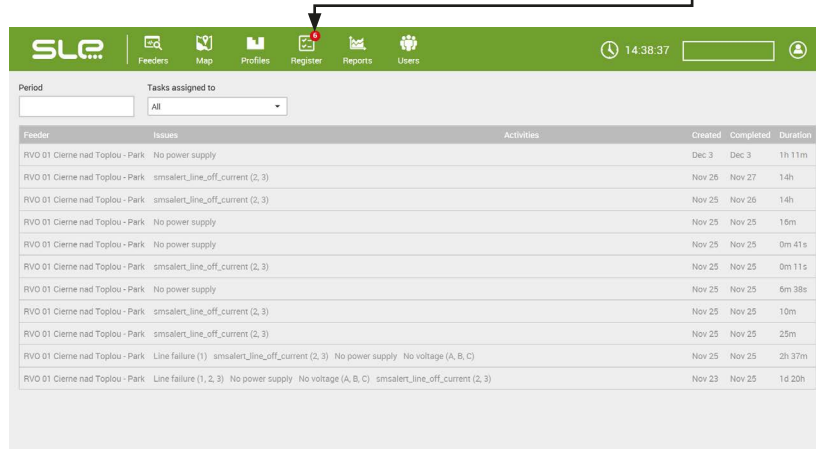 SLC
Feeders Map Profiles Register 6 Reports Users 14:38:37
Period Tasks assigned to
All
Feeder Issues Activities Created Completed Duration
RVO 01 Cierne nad Toplou - Park No power supply Dec 3 Dec 3 1h 11m
RVO 01 Cierne nad Toplou - Park smsalert_line_off_current (2, 3) Nov 26 Nov 27 14h
RVO 01 Cierne nad Toplou - Park smsalert_line_off_current (2, 3) Nov 25 Nov 26 14h
RVO 01 Cierne nad Toplou - Park No power supply Nov 25 Nov 25 16m
RVO 01 Cierne nad Toplou - Park No power supply Nov 25 Nov 25 0m 41s
RVO 01 Cierne nad Toplou - Park smsalert_line_off_current (2, 3) Nov 25 Nov 25 0m 11s
RVO 01 Cierne nad Toplou - Park No power supply Nov 25 Nov 25 6m 38s
RVO 01 Cierne nad Toplou - Park smsalert_line_off_current (2, 3) Nov 25 Nov 25 10m
RVO 01 Cierne nad Toplou - Park smsalert_line_off_current (2, 3) Nov 25 Nov 25 25m
RVO 01 Cierne nad Toplou - Park Line failure (1) smsalert_line_off_current (2, 3) No power supply No voltage (A, B, C) Nov 25 Nov 25 2h 37m
RVO 01 Cierne nad Toplou - Park Line failure (1, 2, 3) No power supply No voltage (A, B, C) smsalert_line_off_current (2, 3) Nov 23 Nov 25 1d 20h